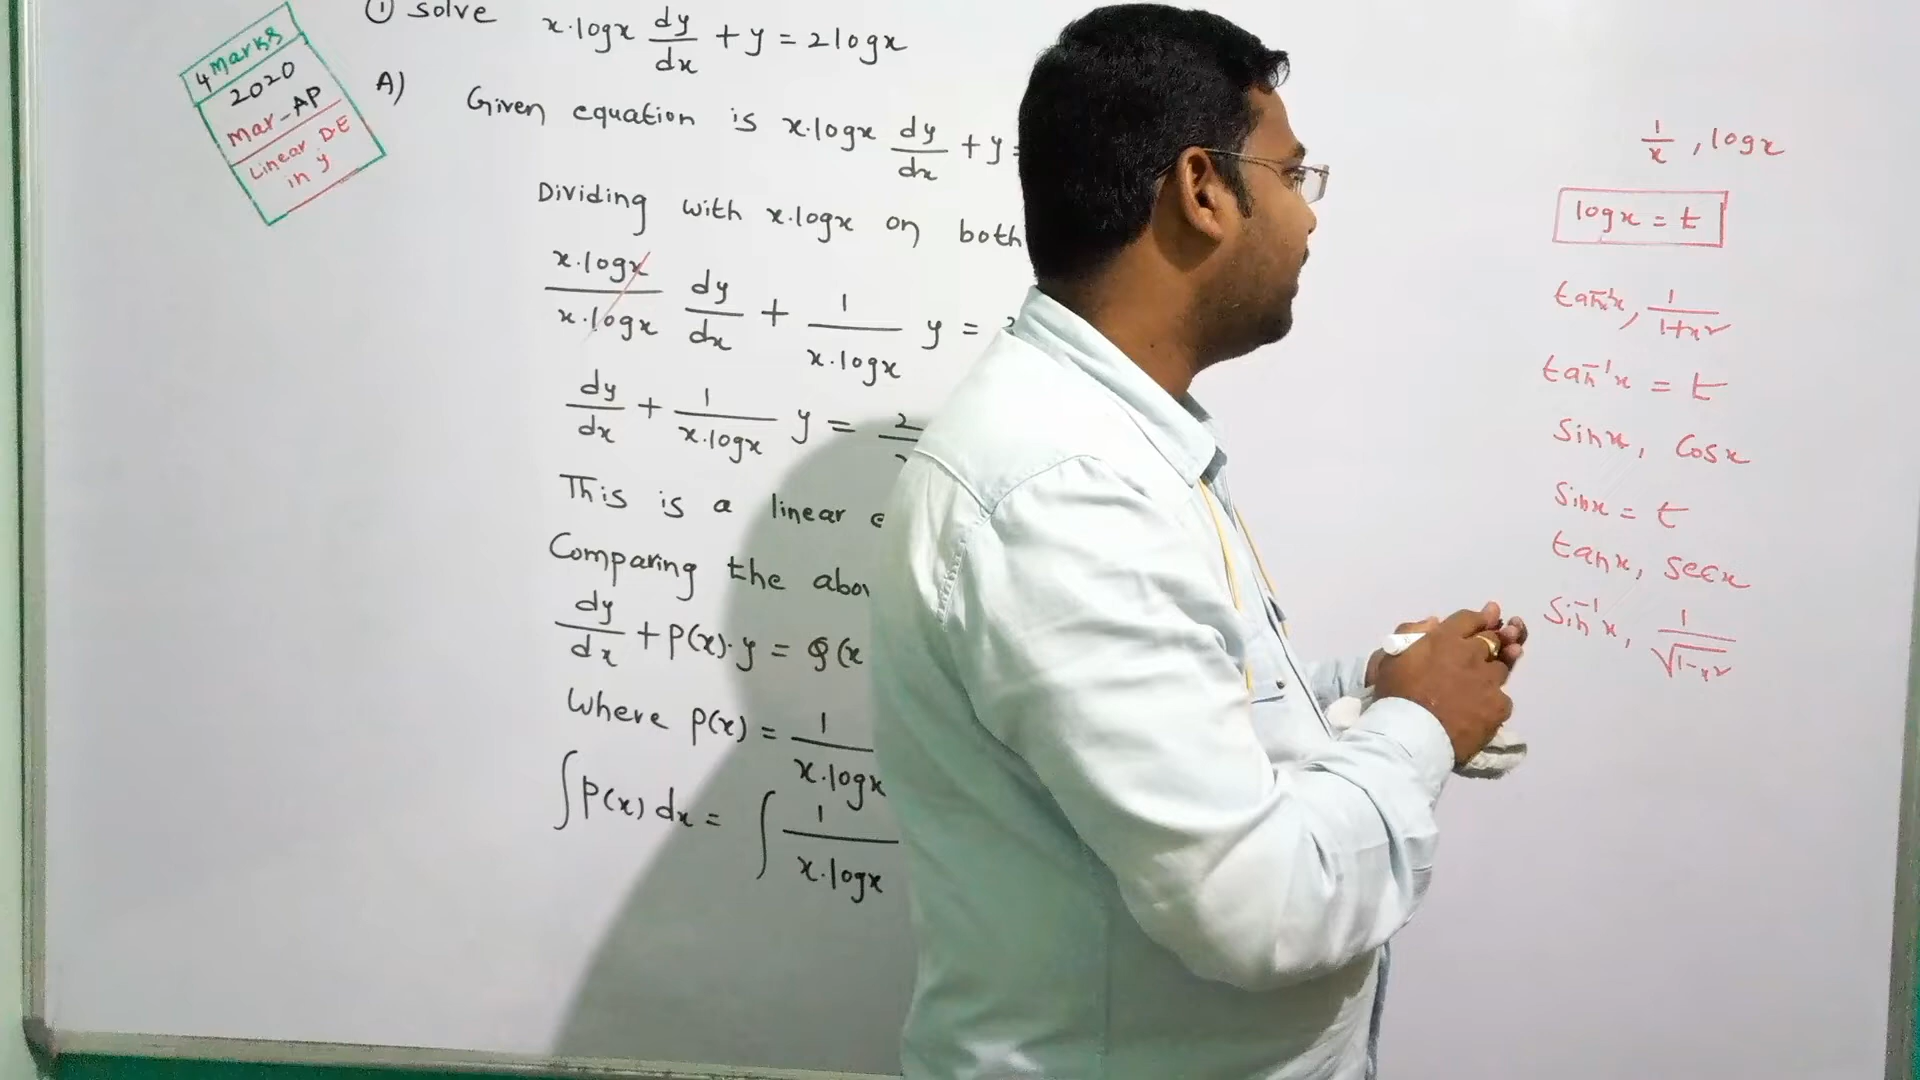 ① Solve x.logx dy/dx + y = 2logx
4 Marks
2020
Mar-AP
Linear D.E
in y
A) Given equation is x.logx dy/dx + y =
Dividing with x.logx on both
x.logx/x.logx dy/dx + 1/x.logx y =
dy/dx + 1/x.logx y = 2/
This is a linear
Comparing the
dy/dx + P(x).y = Q(x
Where P(x) = 1/x.logx
∫P(x) dx = ∫ 1/x.logx
1/x , logx
logx = t
tan⁻¹x, 1/1+x²
tan⁻¹x = t
Sinx, Cosx
Sinx = t
tanx, secx
Sin⁻¹x, 1/√1-x²